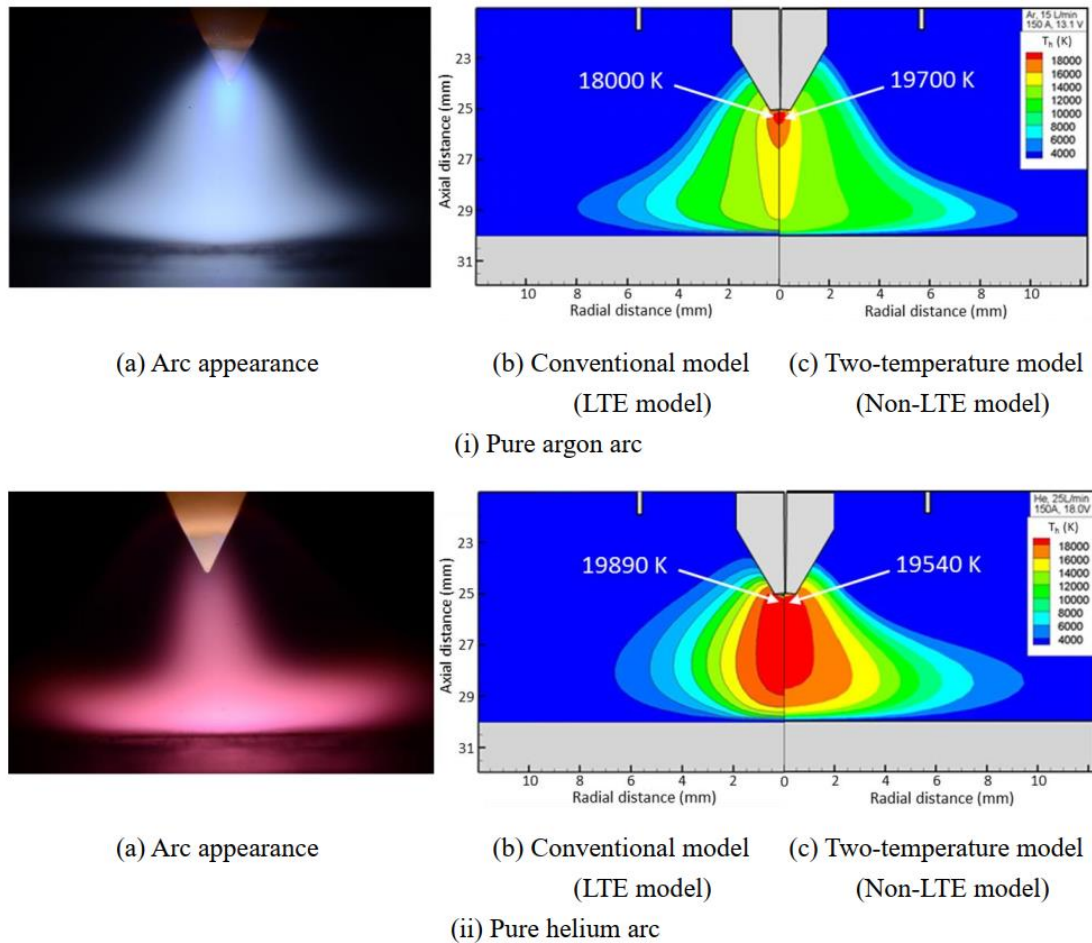 Ar, 15 L/min
150 A, 13.1 V
Th (K)
18000
16000
14000
12000
10000
8000
6000
4000
18000 K
19700 K
Axial distance (mm)
23
25
27
29
31
10 8 6 4 2 0 2 4 6 8 10
Radial distance (mm) Radial distance (mm)
(a) Arc appearance (b) Conventional model (c) Two-temperature model
(LTE model) (Non-LTE model)
(i) Pure argon arc
He, 25L/min
150A, 18.0V
Th (K)
18000
16000
14000
12000
10000
8000
6000
4000
19890 K
19540 K
Axial distance (mm)
23
25
27
29
31
10 8 6 4 2 0 2 4 6 8 10
Radial distance (mm) Radial distance (mm)
(a) Arc appearance (b) Conventional model (c) Two-temperature model
(LTE model) (Non-LTE model)
(ii) Pure helium arc